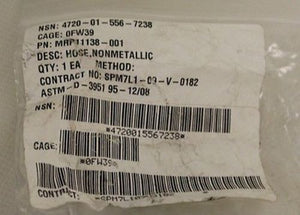 NSN: 4720-01-556-7238
CAGE: 0FW39
PN: MRP11138-001
DESC: HOSE,NONMETALLIC
QTY: 1 EA METHOD:
CONTRACT NO: SPM7L1-09-V-0182
ASTM-D-3951 95-12/08
NSN:
*4720015567238*
CAGE:
*0FW39*
CONTRACT: